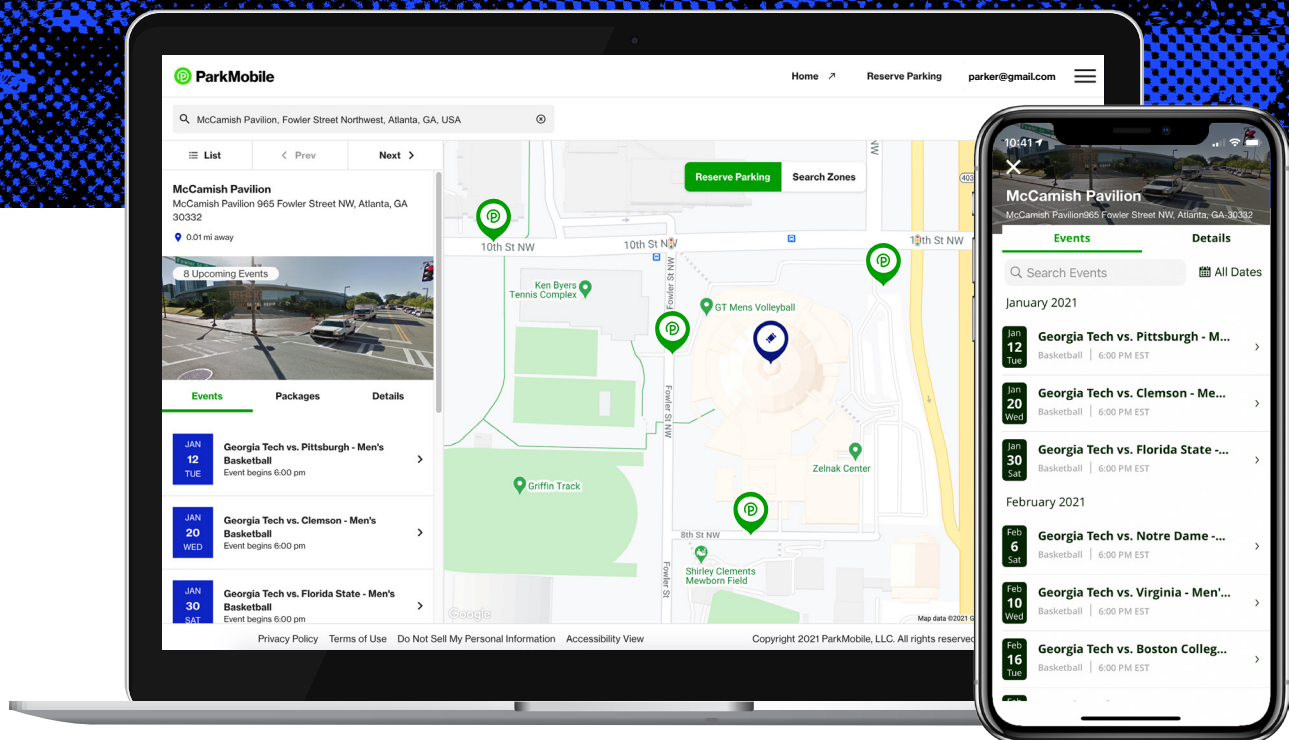 ParkMobile
Home ↗ Reserve Parking parker@gmail.com
McCamish Pavilion, Fowler Street Northwest, Atlanta, GA, USA
List Prev Next
McCamish Pavilion
McCamish Pavilion 965 Fowler Street NW, Atlanta, GA
30332
0.01 mi away
8 Upcoming Events
Events Packages Details
JAN
12
TUE
Georgia Tech vs. Pittsburgh - Men's
Basketball
Event begins 6:00 pm
JAN
20
WED
Georgia Tech vs. Clemson - Men's
Basketball
Event begins 6:00 pm
JAN
30
SAT
Georgia Tech vs. Florida State - Men's
Basketball
Event begins 6:00 pm
Reserve Parking Search Zones
403
10th St NW
10th St NW
10th St NW
Ken Byers
Tennis Complex
Fowler St NW
GT Mens Volleyball
Fowler St NW
Zelnak Center
Griffin Track
8th St NW
Shirley Clements
Mewborn Field
Fowler St
Google
Map data ©2021 G
Privacy Policy Terms of Use Do Not Sell My Personal Information Accessibility View
Copyright 2021 ParkMobile, LLC. All rights reserved
10:41
McCamish Pavilion
McCamish Pavilion965 Fowler Street NW, Atlanta, GA-30332
Events Details
Search Events All Dates
January 2021
Jan
12
Tue
Georgia Tech vs. Pittsburgh - M...
Basketball | 6:00 PM EST
Jan
20
Wed
Georgia Tech vs. Clemson - Me...
Basketball | 6:00 PM EST
Jan
30
Sat
Georgia Tech vs. Florida State -...
Basketball | 6:00 PM EST
February 2021
Feb
6
Sat
Georgia Tech vs. Notre Dame -...
Basketball | 6:00 PM EST
Feb
10
Wed
Georgia Tech vs. Virginia - Men'...
Basketball | 6:00 PM EST
Feb
16
Tue
Georgia Tech vs. Boston Colleg...
Basketball | 6:00 PM EST